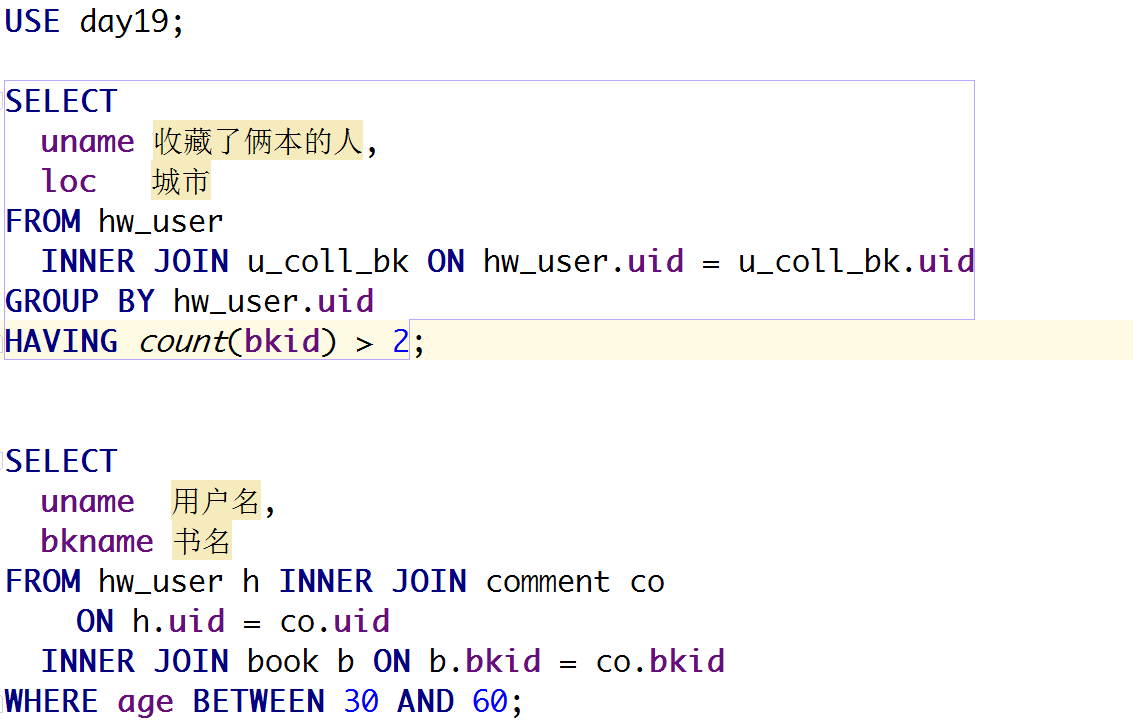 USE day19;
SELECT
uname 收藏了俩本的人,
loc 城市
FROM hw_user
INNER JOIN u_coll_bk ON hw_user.uid = u_coll_bk.uid
GROUP BY hw_user.uid
HAVING count(bkid) > 2;
SELECT
uname 用户名,
bkname 书名
FROM hw_user h INNER JOIN comment co
ON h.uid = co.uid
INNER JOIN book b ON b.bkid = co.bkid
WHERE age BETWEEN 30 AND 60;